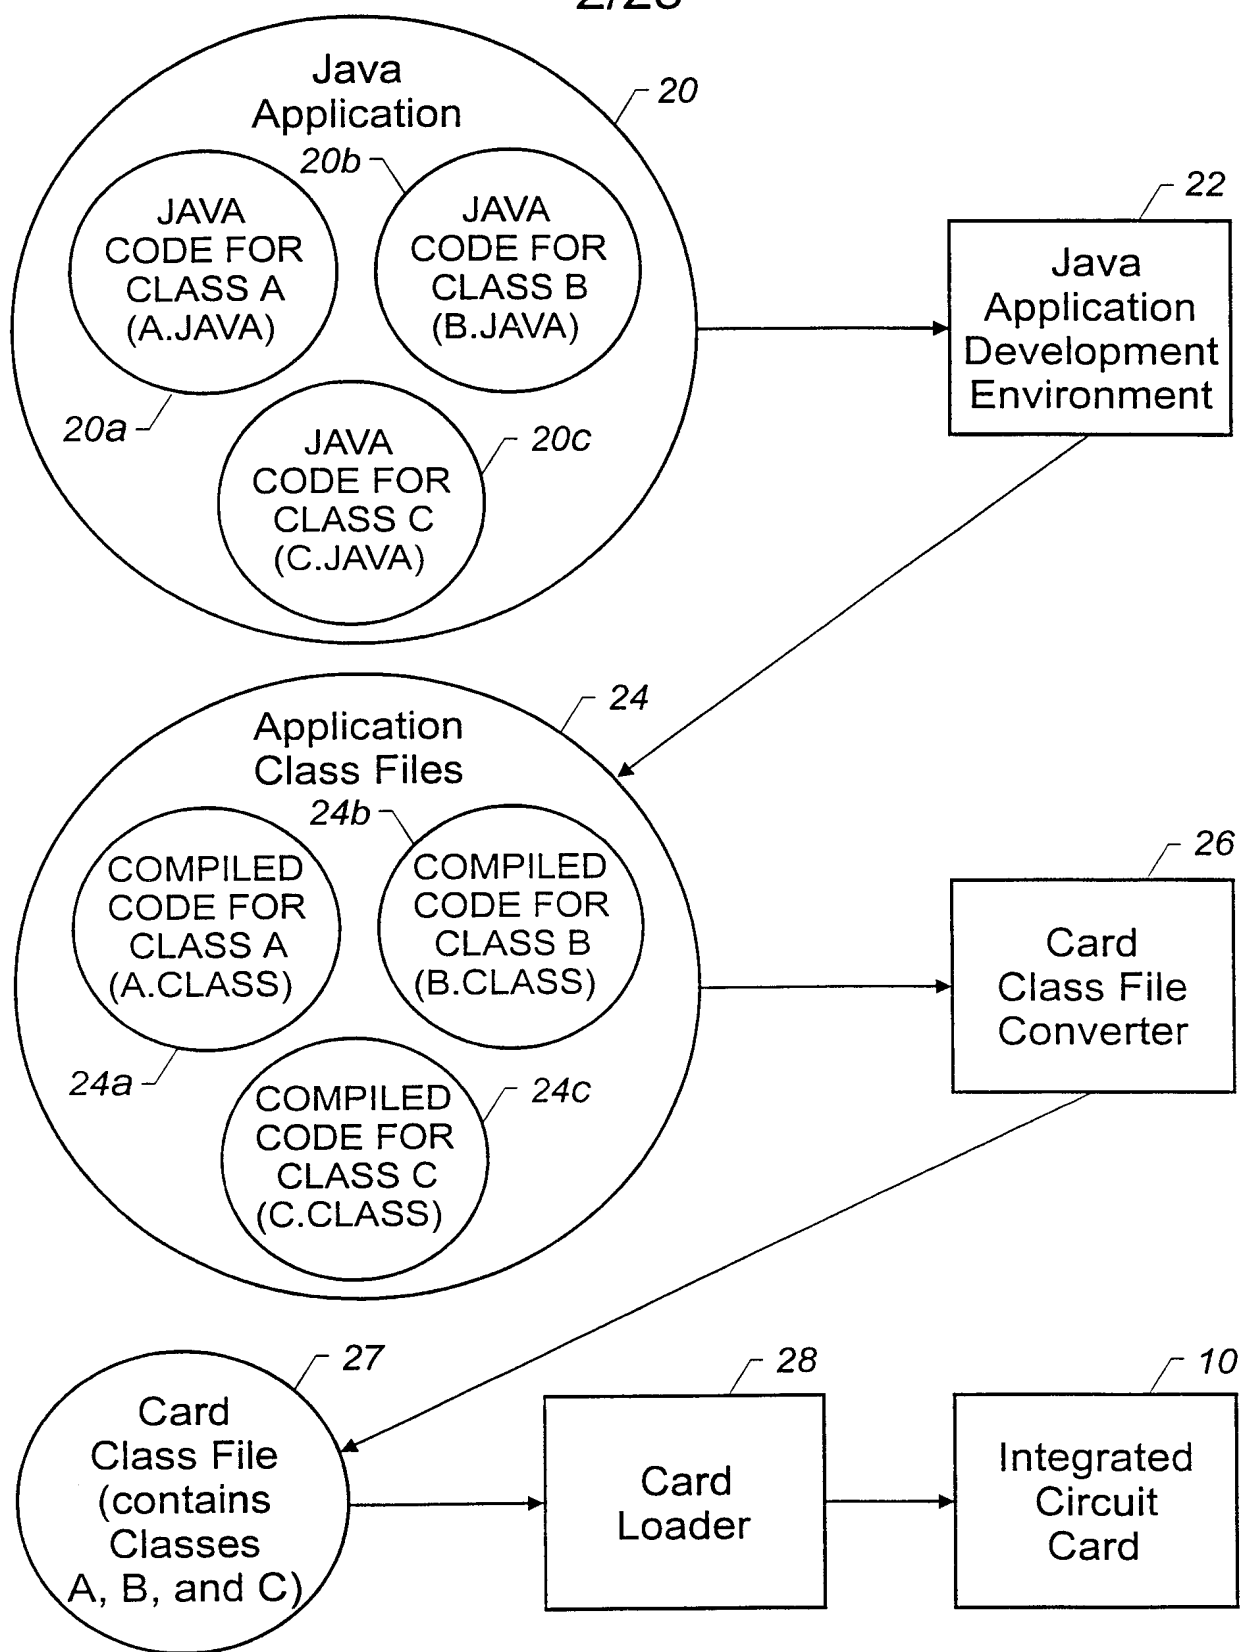 Java
Application
20
20b
JAVA
CODE FOR
CLASS A
(A.JAVA)
JAVA
CODE FOR
CLASS B
(B.JAVA)
20a
JAVA
CODE FOR
CLASS C
(C.JAVA)
20c
22
Java
Application
Development
Environment
Application
Class Files
24
24b
COMPILED
CODE FOR
CLASS A
(A.CLASS)
COMPILED
CODE FOR
CLASS B
(B.CLASS)
24a
COMPILED
CODE FOR
CLASS C
(C.CLASS)
24c
26
Card
Class File
Converter
27
Card
Class File
(contains
Classes
A, B, and C)
28
Card
Loader
10
Integrated
Circuit
Card